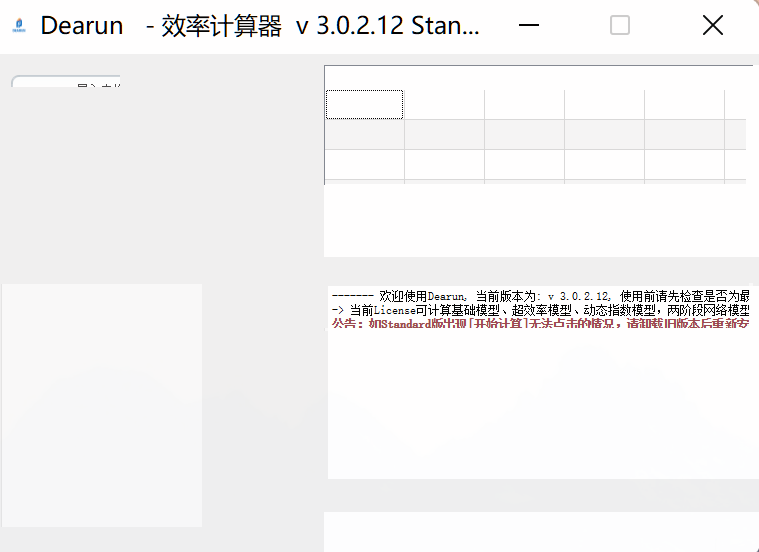 Dearun - 效率计算器 v 3.0.2.12 Stan...
------- 欢迎使用Dearun, 当前版本为: v 3.0.2.12, 使用前请先检查是否为最
-> 当前License可计算基础模型、超效率模型、动态指数模型，两阶段网络模型
公告：如Standard版出现[开始计算]无法点击的情况，请卸载旧版本后重新安